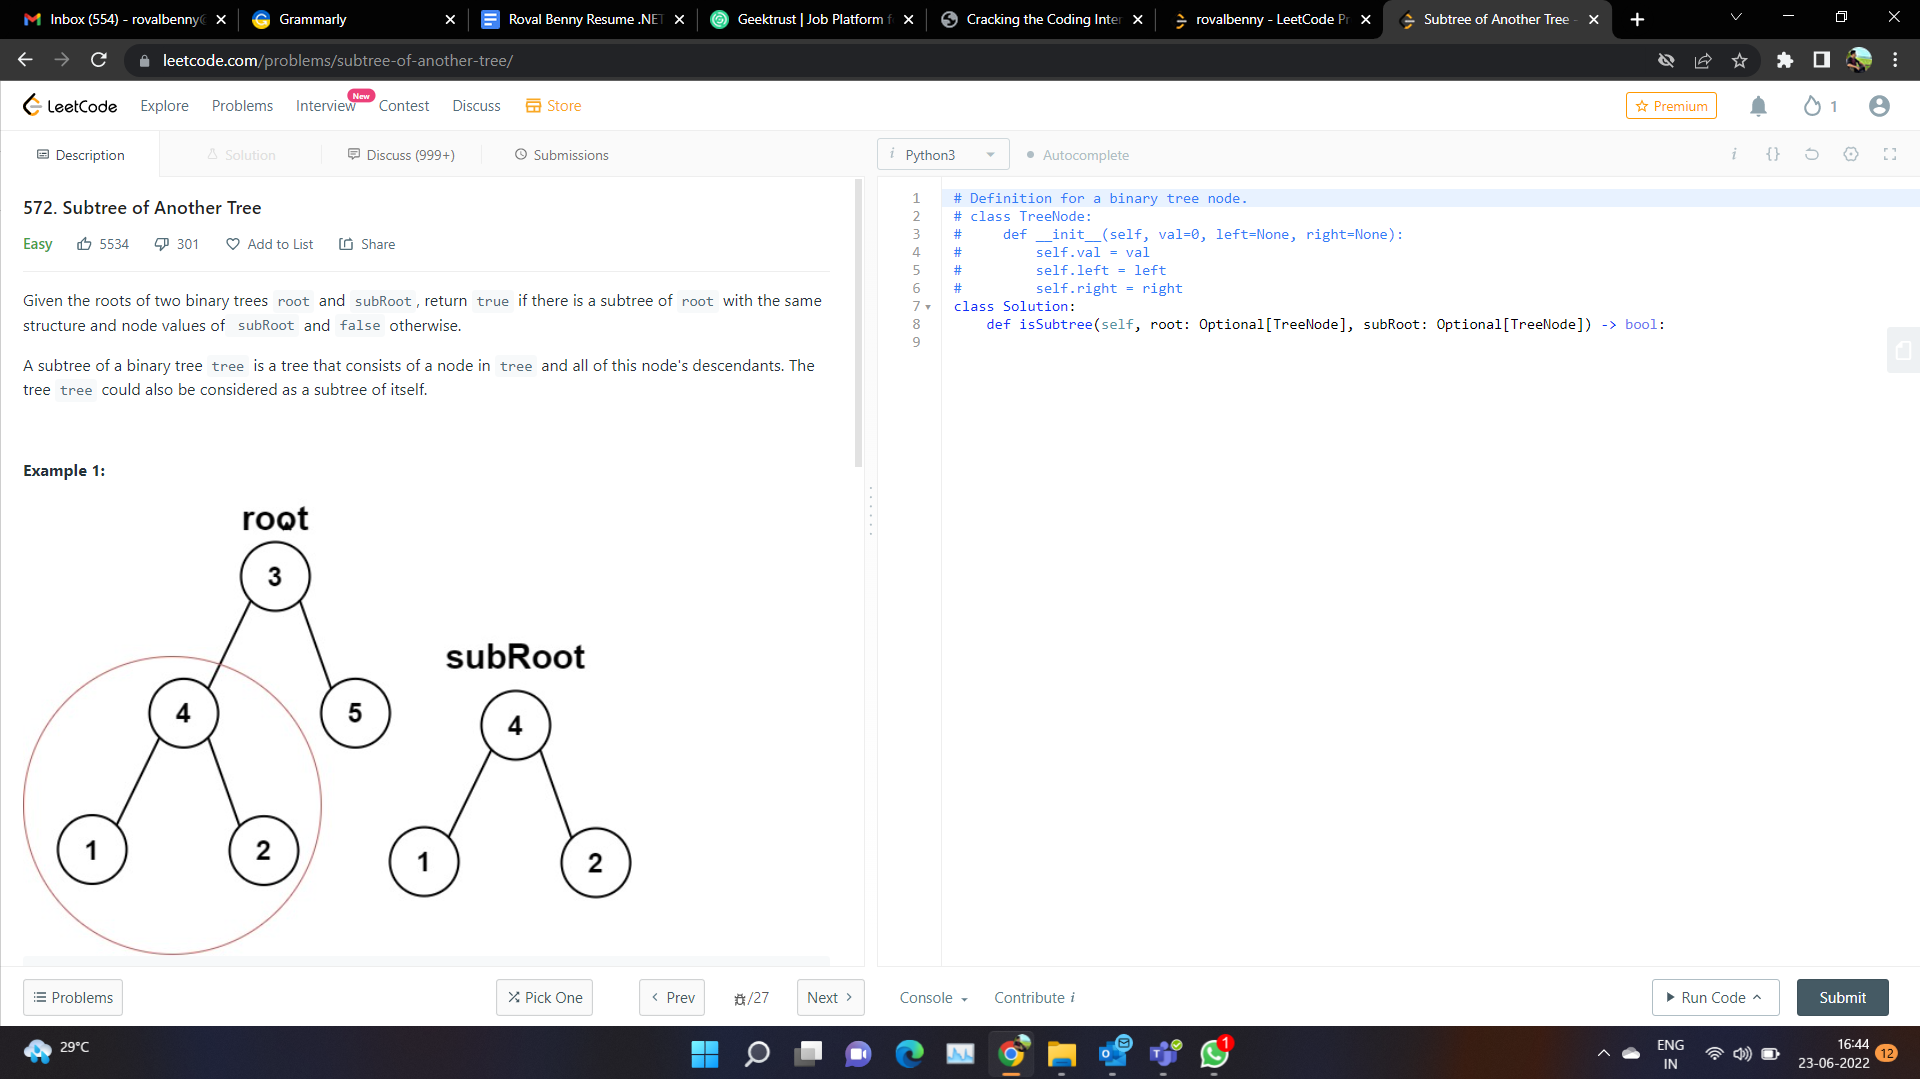 Inbox (554) - rovalbenny
Grammarly
Roval Benny Resume .NET
Geektrust | Job Platform f
Cracking the Coding Inter
rovalbenny - LeetCode Pr
Subtree of Another Tree -
leetcode.com/problems/subtree-of-another-tree/
LeetCode Explore Problems Interview New Contest Discuss Store
Premium 1
Description Solution Discuss (999+) Submissions
i Python3 Autocomplete i {}
572. Subtree of Another Tree
Easy 5534 301 Add to List Share
Given the roots of two binary trees root and subRoot , return true if there is a subtree of root with the same
structure and node values of subRoot and false otherwise.
A subtree of a binary tree tree is a tree that consists of a node in tree and all of this node's descendants. The
tree tree could also be considered as a subtree of itself.
Example 1:
root
3
4
5
1
2
subRoot
4
1
2
1 # Definition for a binary tree node.
2 # class TreeNode:
3 #     def __init__(self, val=0, left=None, right=None):
4 #         self.val = val
5 #         self.left = left
6 #         self.right = right
7 class Solution:
8     def isSubtree(self, root: Optional[TreeNode], subRoot: Optional[TreeNode]) -> bool:
9
Problems Pick One Prev /27 Next Console Contribute i Run Code Submit
29°C
1
ENG
IN
16:44
23-06-2022
12